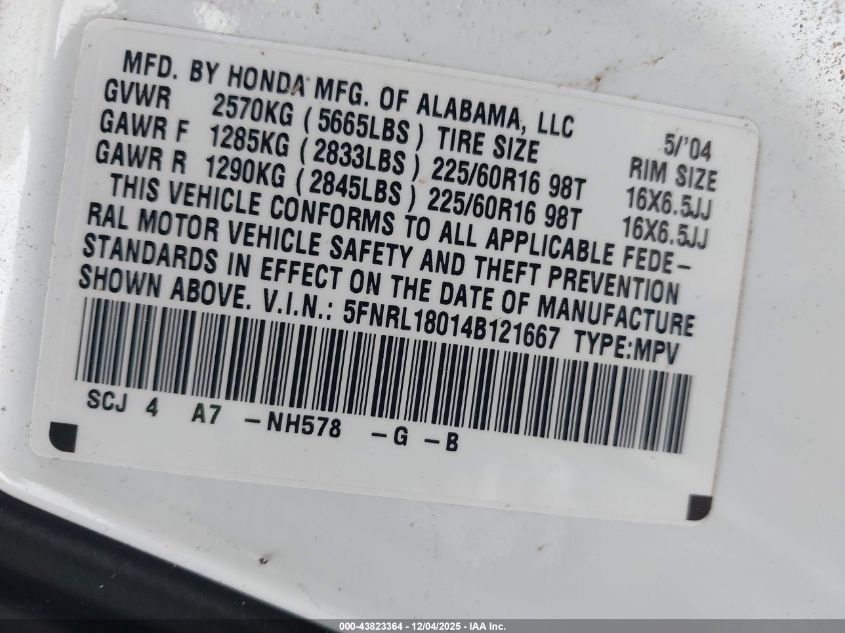 MFD. BY HONDA MFG. OF ALABAMA, LLC 5/'04
GVWR 2570KG (5665LBS) TIRE SIZE RIM SIZE
GAWR F 1285KG (2833LBS) 225/60R16 98T 16X6.5JJ
GAWR R 1290KG (2845LBS) 225/60R16 98T 16X6.5JJ
THIS VEHICLE CONFORMS TO ALL APPLICABLE FEDE-
RAL MOTOR VEHICLE SAFETY AND THEFT PREVENTION
STANDARDS IN EFFECT ON THE DATE OF MANUFACTURE
SHOWN ABOVE. V.I.N.: 5FNRL18014B121667 TYPE:MPV
SCJ 4 A7 -NH578 -G -B
000-43823364 - 12/04/2025 - IAA Inc.